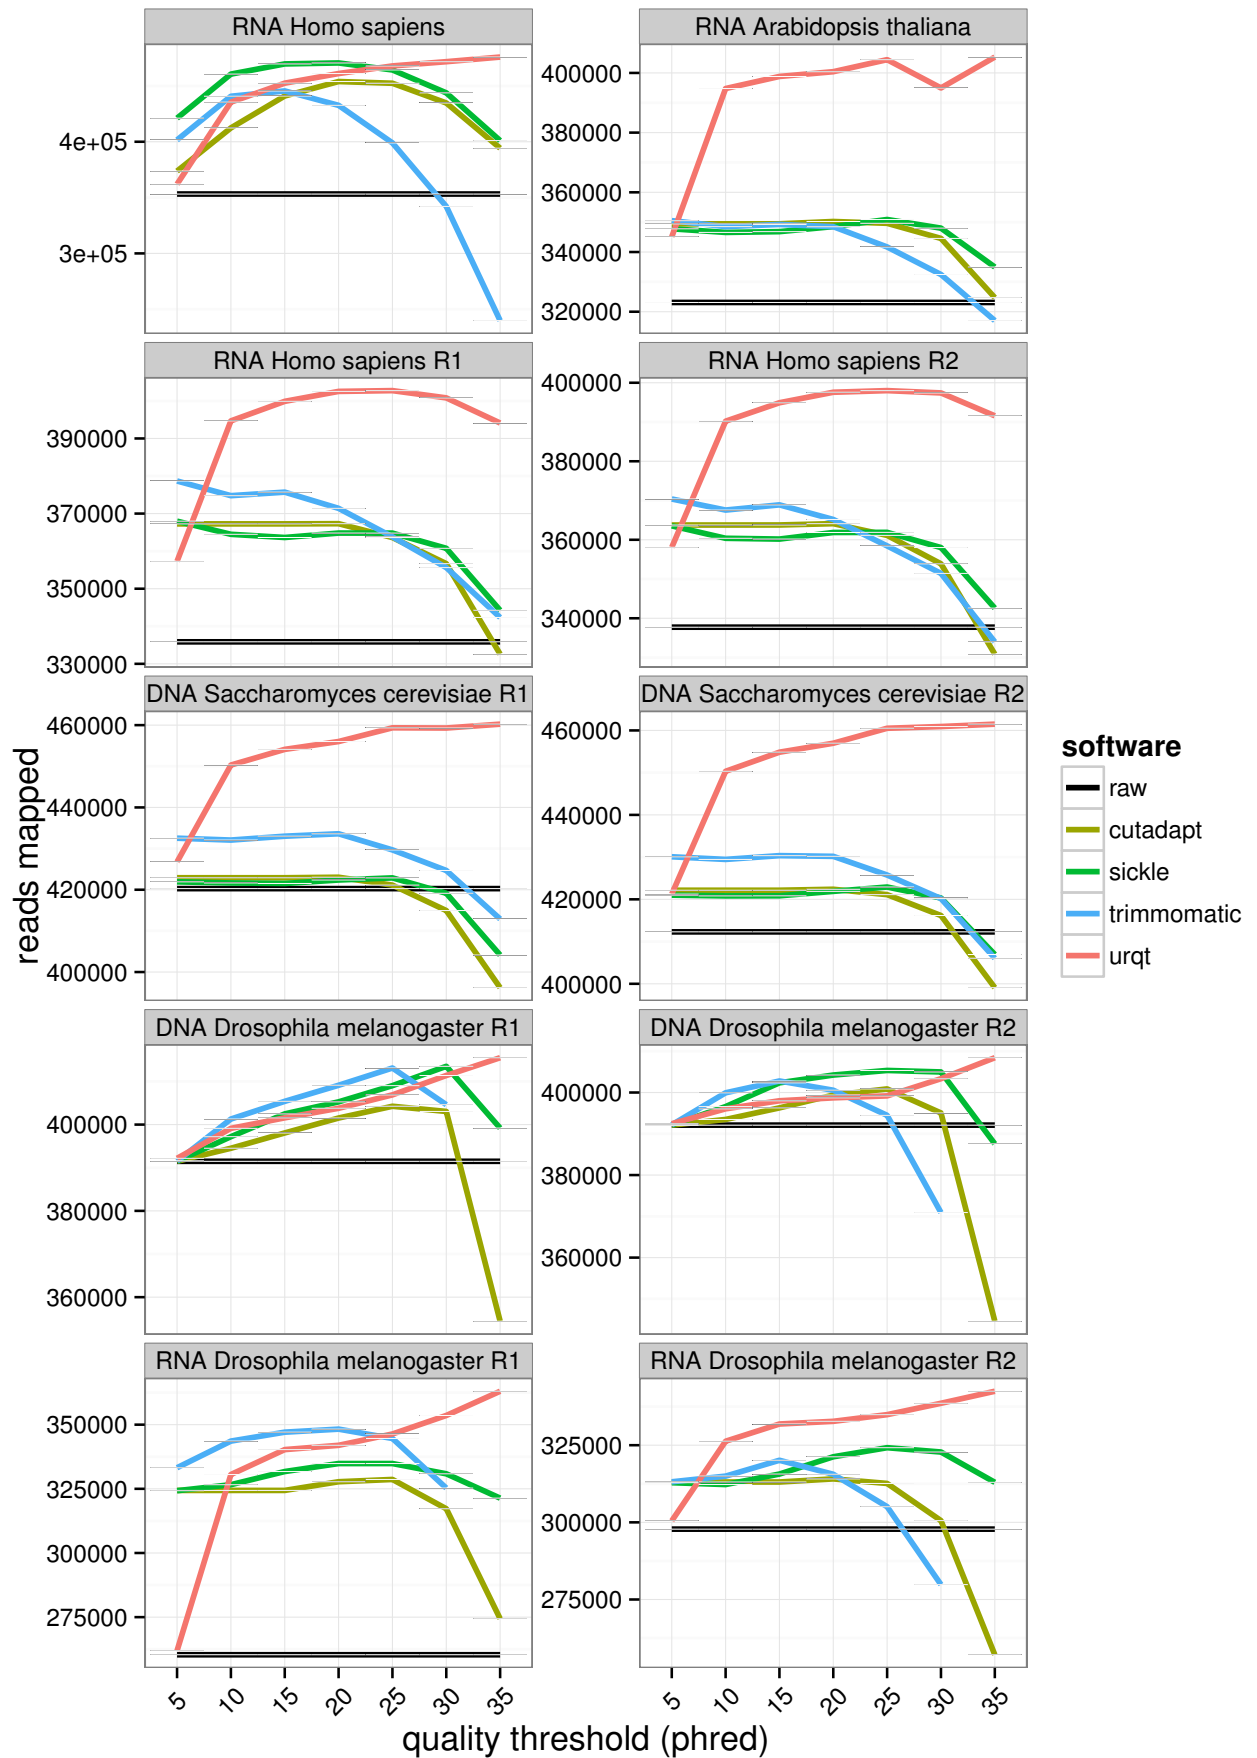 RNA Homo sapiens
RNA Arabidopsis thaliana
4e+05
3e+05
400000
380000
360000
340000
320000
RNA Homo sapiens R1
RNA Homo sapiens R2
390000
370000
350000
330000
400000
380000
360000
340000
DNA Saccharomyces cerevisiae R1
DNA Saccharomyces cerevisiae R2
460000
440000
420000
400000
460000
440000
420000
400000
DNA Drosophila melanogaster R1
DNA Drosophila melanogaster R2
400000
380000
360000
400000
380000
360000
RNA Drosophila melanogaster R1
RNA Drosophila melanogaster R2
350000
325000
300000
275000
325000
300000
275000
5 10 15 20 25 30 35
5 10 15 20 25 30 35
quality threshold (phred)
reads mapped
software
raw
cutadapt
sickle
trimmomatic
urqt